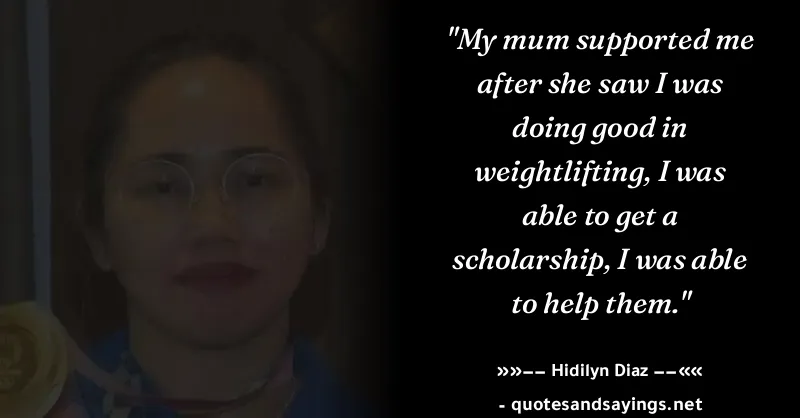 "My mum supported me
after she saw I was
doing good in
weightlifting, I was
able to get a
scholarship, I was able
to help them."
»»−− Hidilyn Diaz −−««
- quotesandsayings.net